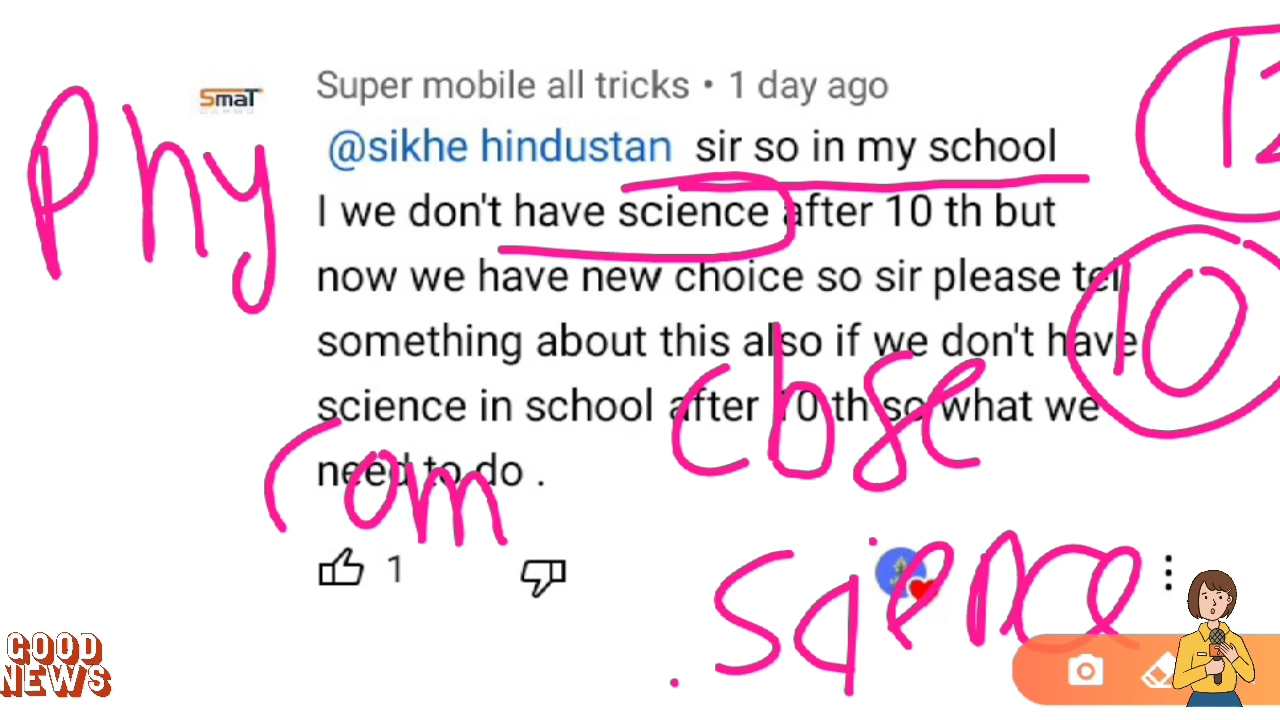 Super mobile all tricks • 1 day ago
SmaT
@sikhe hindustan sir so in my school
I we don't have science after 10 th but
now we have new choice so sir please tell
something about this also if we don't have
science in school after 10 th so what we
need to do .
1
Phy
12
10
cbse
com
Science
GOOD
NEWS